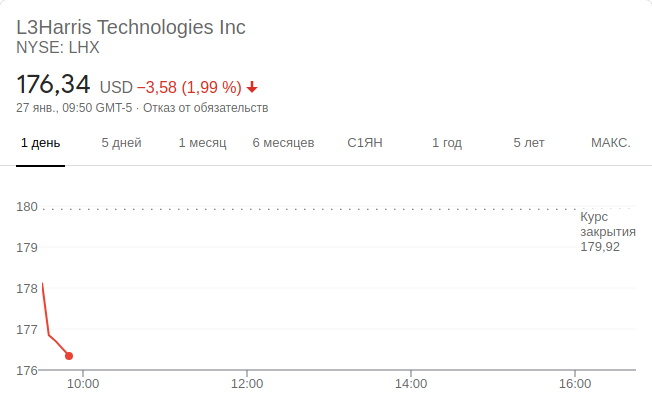 L3Harris Technologies Inc
NYSE: LHX
176,34 USD −3,58 (1,99 %)
27 янв., 09:50 GMT-5 · Отказ от обязательств
1 день 5 дней 1 месяц 6 месяцев С1ЯН 1 год 5 лет МАКС.
180
Курс
закрытия
179,92
179
178
177
176
10:00 12:00 14:00 16:00